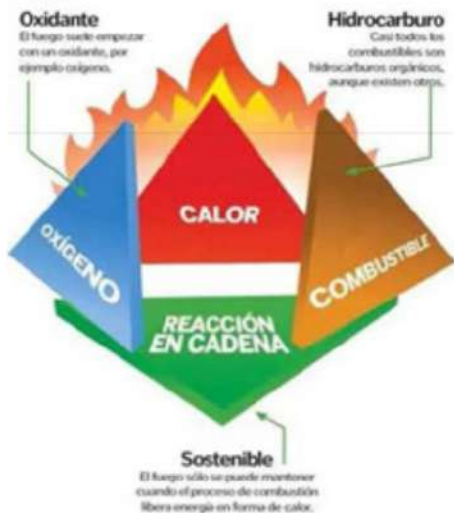 Oxidante
El fuego suele empezar
con un oxidante, por
ejemplo oxígeno.
Hidrocarburo
Casi todos los
combustibles son
hidrocarburos orgánicos,
aunque existen otros.
CALOR
OXÍGENO
COMBUSTIBLE
REACCIÓN
EN CADENA
Sostenible
El fuego sólo se puede mantener
cuando el proceso de combustión
libera energía en forma de calor.